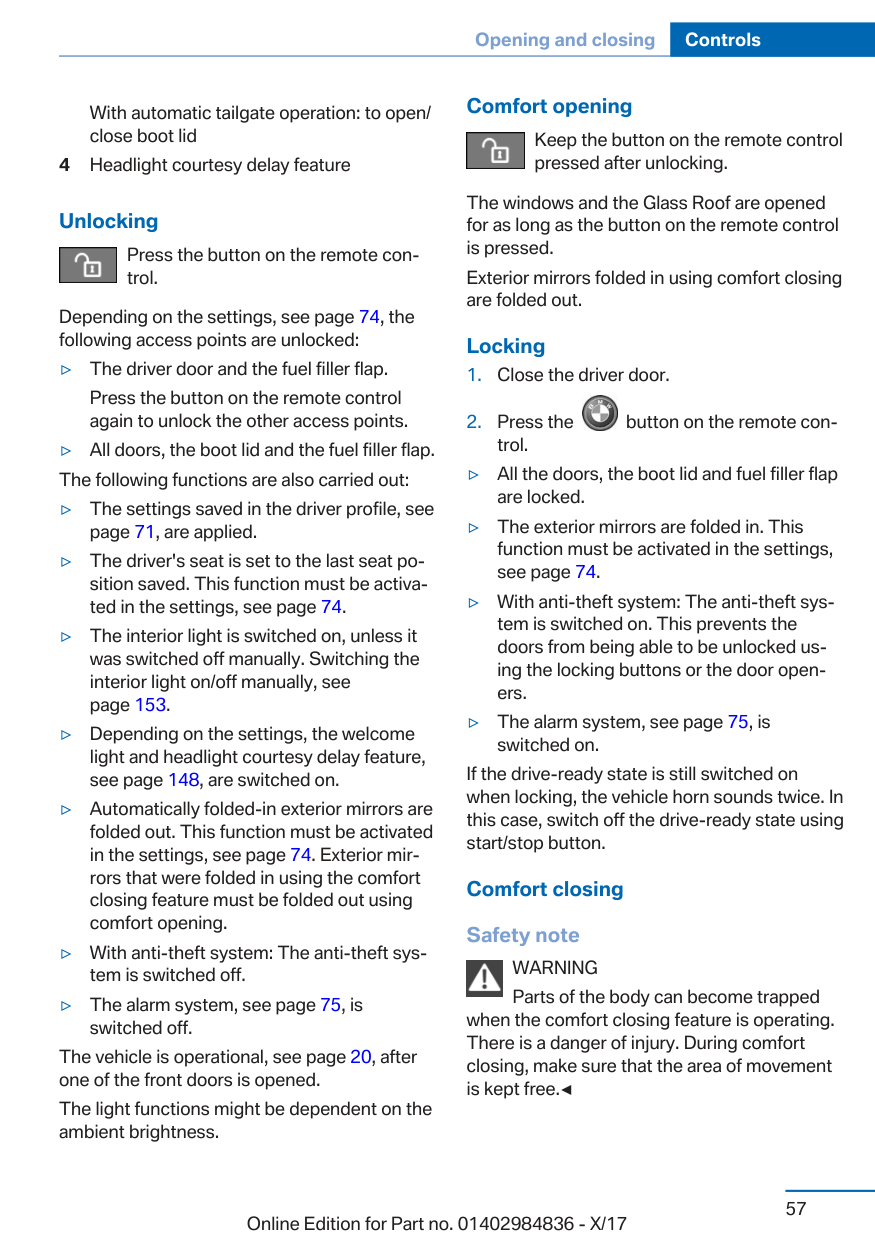 Opening and closing Controls
With automatic tailgate operation: to open/
close boot lid
4 Headlight courtesy delay feature
Unlocking
Press the button on the remote con-
trol.
Depending on the settings, see page 74, the
following access points are unlocked:
▷ The driver door and the fuel filler flap.
Press the button on the remote control
again to unlock the other access points.
▷ All doors, the boot lid and the fuel filler flap.
The following functions are also carried out:
▷ The settings saved in the driver profile, see
page 71, are applied.
▷ The driver's seat is set to the last seat po-
sition saved. This function must be activa-
ted in the settings, see page 74.
▷ The interior light is switched on, unless it
was switched off manually. Switching the
interior light on/off manually, see
page 153.
▷ Depending on the settings, the welcome
light and headlight courtesy delay feature,
see page 148, are switched on.
▷ Automatically folded-in exterior mirrors are
folded out. This function must be activated
in the settings, see page 74. Exterior mir-
rors that were folded in using the comfort
closing feature must be folded out using
comfort opening.
▷ With anti-theft system: The anti-theft sys-
tem is switched off.
▷ The alarm system, see page 75, is
switched off.
The vehicle is operational, see page 20, after
one of the front doors is opened.
The light functions might be dependent on the
ambient brightness.
Comfort opening
Keep the button on the remote control
pressed after unlocking.
The windows and the Glass Roof are opened
for as long as the button on the remote control
is pressed.
Exterior mirrors folded in using comfort closing
are folded out.
Locking
1. Close the driver door.
2. Press the button on the remote con-
trol.
▷ All the doors, the boot lid and fuel filler flap
are locked.
▷ The exterior mirrors are folded in. This
function must be activated in the settings,
see page 74.
▷ With anti-theft system: The anti-theft sys-
tem is switched on. This prevents the
doors from being able to be unlocked us-
ing the locking buttons or the door open-
ers.
▷ The alarm system, see page 75, is
switched on.
If the drive-ready state is still switched on
when locking, the vehicle horn sounds twice. In
this case, switch off the drive-ready state using
start/stop button.
Comfort closing
Safety note
WARNING
Parts of the body can become trapped
when the comfort closing feature is operating.
There is a danger of injury. During comfort
closing, make sure that the area of movement
is kept free.◄
57
Online Edition for Part no. 01402984836 - X/17